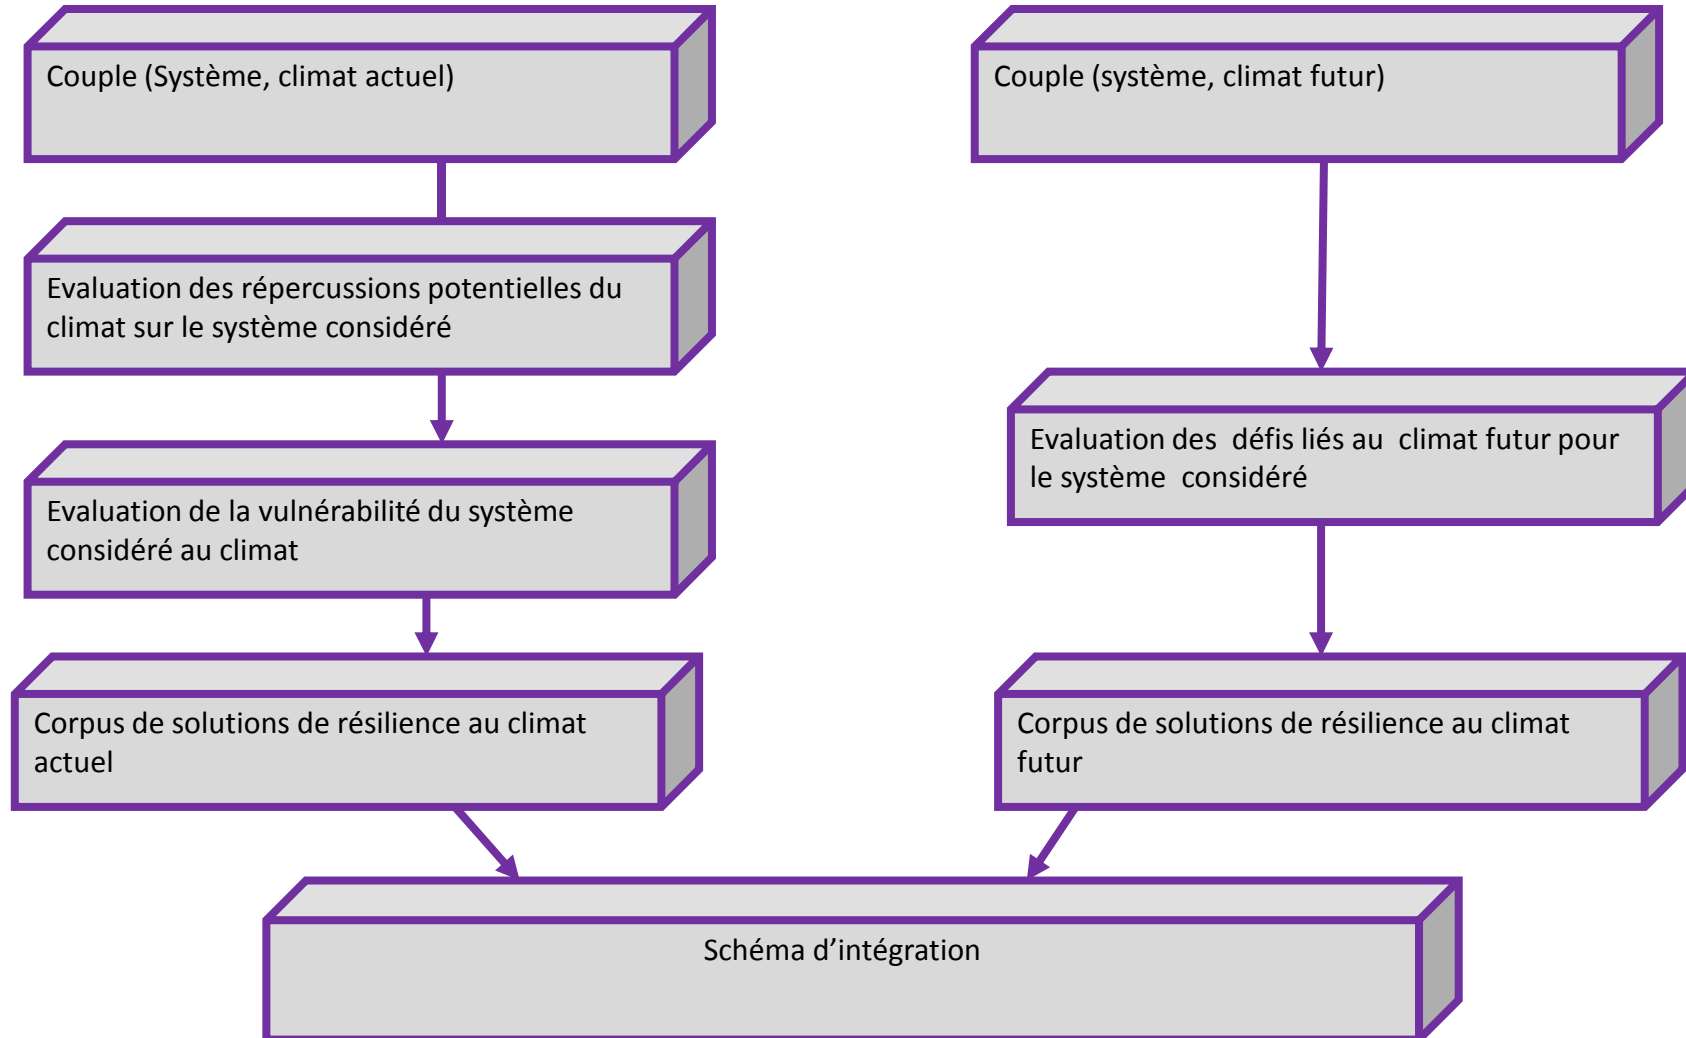 Couple (Système, climat actuel)
Evaluation des répercussions potentielles du
climat sur le système considéré
Evaluation de la vulnérabilité du système
considéré au climat
Corpus de solutions de résilience au climat
actuel
Couple (système, climat futur)
Evaluation des  défis liés au  climat futur pour
le système  considéré
Corpus de solutions de résilience au climat
futur
Schéma d’intégration